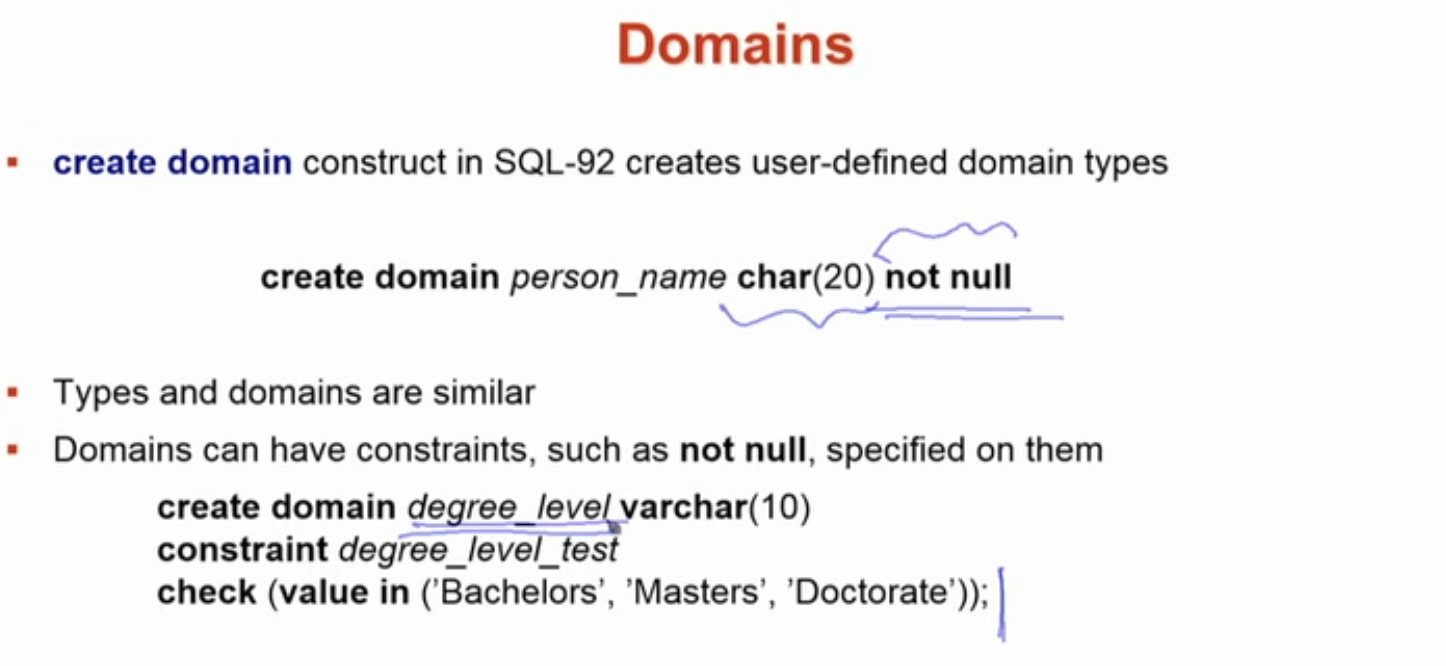 Domains
create domain construct in SQL-92 creates user-defined domain types
create domain person_name char(20) not null
Types and domains are similar
Domains can have constraints, such as not null, specified on them
create domain degree_level varchar(10)
constraint degree_level_test
check (value in (’Bachelors’, ’Masters’, ’Doctorate’));